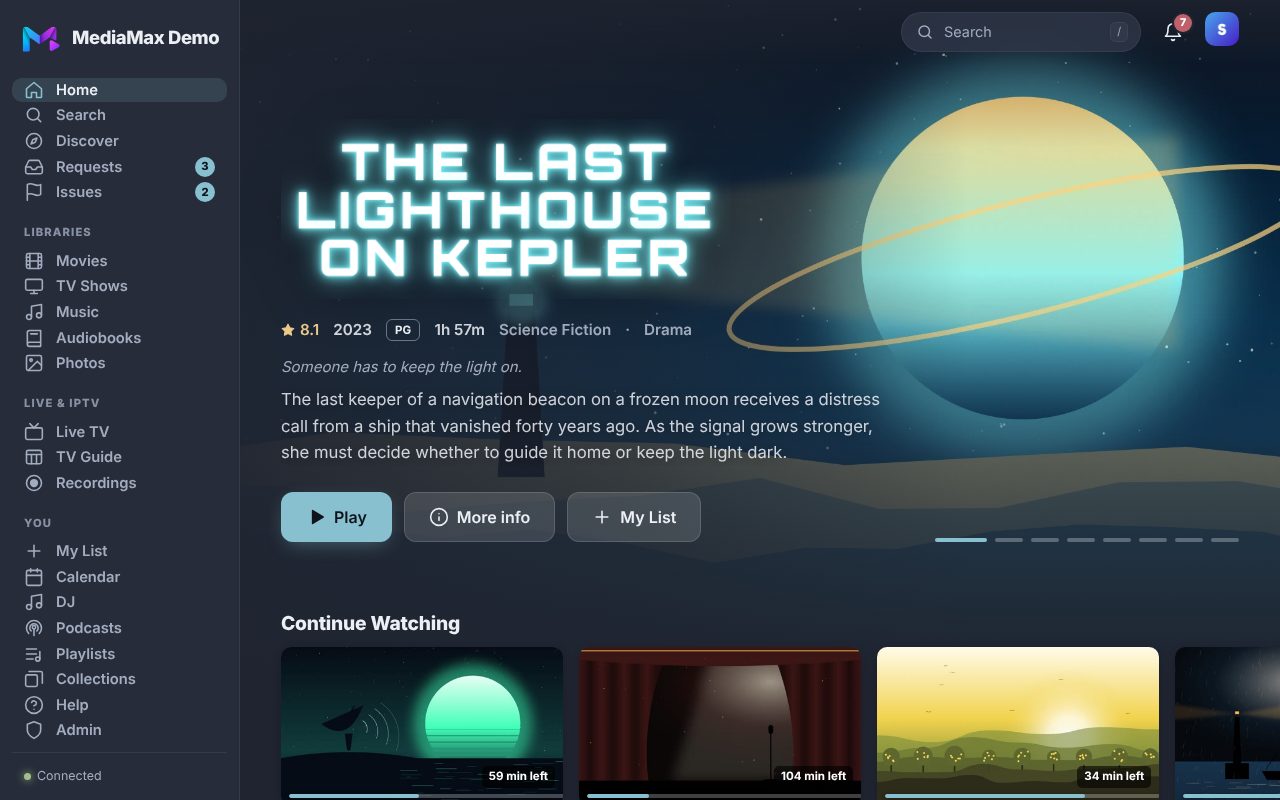 MediaMax Demo
Home
Search
Discover
Requests 3
Issues 2
LIBRARIES
Movies
TV Shows
Music
Audiobooks
Photos
LIVE & IPTV
Live TV
TV Guide
Recordings
YOU
My List
Calendar
DJ
Podcasts
Playlists
Collections
Help
Admin
Connected
Search /
7
S
THE LAST
LIGHTHOUSE
ON KEPLER
8.1 2023 PG 1h 57m Science Fiction · Drama
Someone has to keep the light on.
The last keeper of a navigation beacon on a frozen moon receives a distress
call from a ship that vanished forty years ago. As the signal grows stronger,
she must decide whether to guide it home or keep the light dark.
Play More info My List
Continue Watching
59 min left
104 min left
34 min left